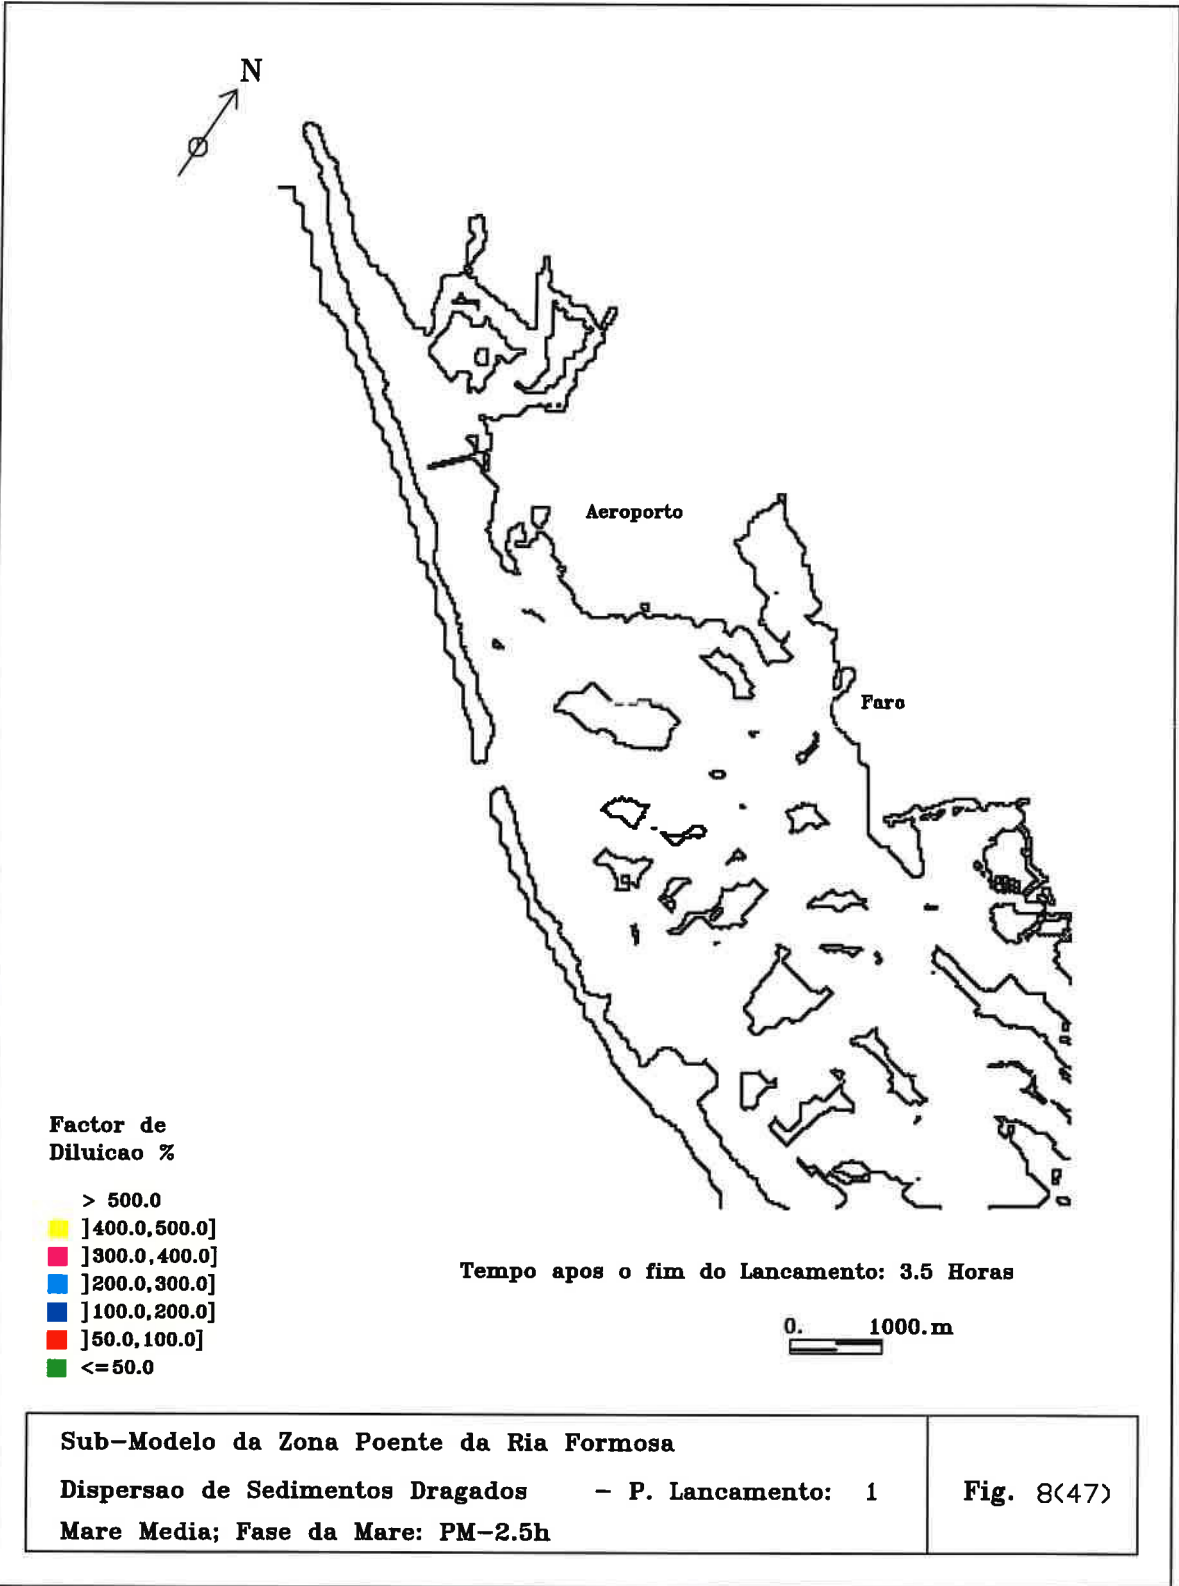 N
Aeroporto
Faro
Factor de
Diluicao %
> 500.0
]400.0,500.0]
]300.0,400.0]
]200.0,300.0]
]100.0,200.0]
]50.0,100.0]
<=50.0
Tempo apos o fim do Lancamento: 3.5 Horas
0. 1000.m
Sub-Modelo da Zona Poente da Ria Formosa
Dispersao de Sedimentos Dragados - P. Lancamento: 1
Mare Media; Fase da Mare: PM-2.5h
Fig. 8(47)